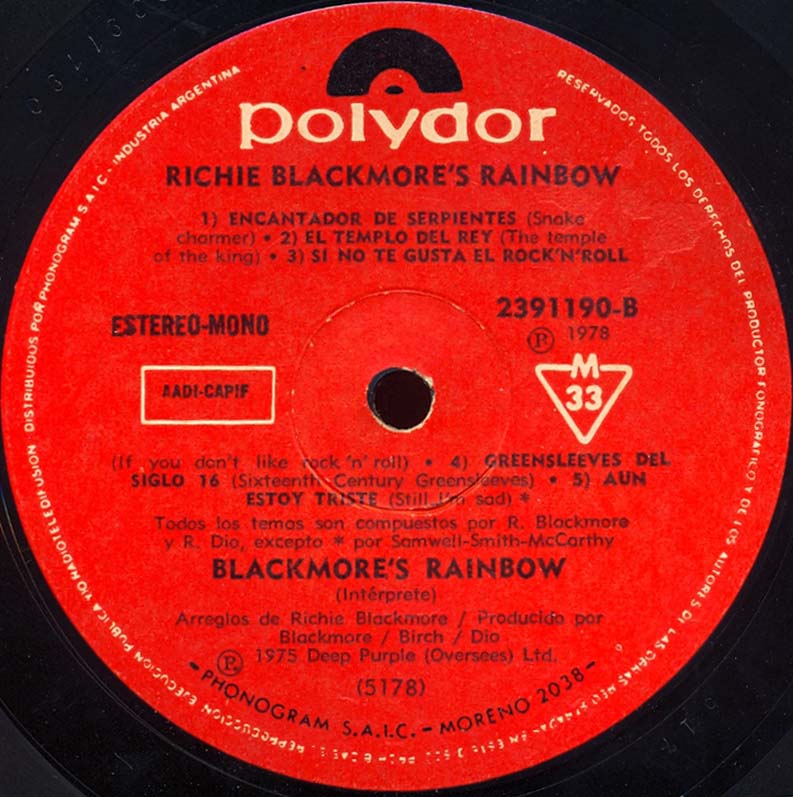 polydor
RICHIE BLACKMORE'S RAINBOW
1) ENCANTADOR DE SERPIENTES (Snake
charmer) • 2) EL TEMPLO DEL REY (The temple
of the king) • 3) SI NO TE GUSTA EL ROCK'N'ROLL
ESTEREO-MONO
2391190-B
℗ 1978
AADI-CAPIF
M
33
(If you don't like rock 'n' roll) • 4) GREENSLEEVES DEL
SIGLO 16 (Sixteenth Century Greensleeves) • 5) AUN
ESTOY TRISTE (Still I'm sad) *
Todos los temas son compuestos por R. Blackmore
y R. Dio, excepto * por Samwell-Smith-McCarthy
BLACKMORE'S RAINBOW
(Intérprete)
Arreglos de Richie Blackmore / Producido por
Blackmore / Birch / Dio
℗ 1975 Deep Purple (Oversees) Ltd.
(5178)
- PHONOGRAM S.A.I.C. - MORENO 2038 -
RESERVADOS TODOS LOS DERECHOS DEL PRODUCTOR FONOGRAFICO Y DE LOS AUTORES DE LAS OBRAS
REPRODUCCION, EJECUCION PUBLICA Y/O RADIOTELEDIFUSION DISTRIBUIDOS POR PHONOGRAM S.A.I.C. - INDUSTRIA ARGENTINA